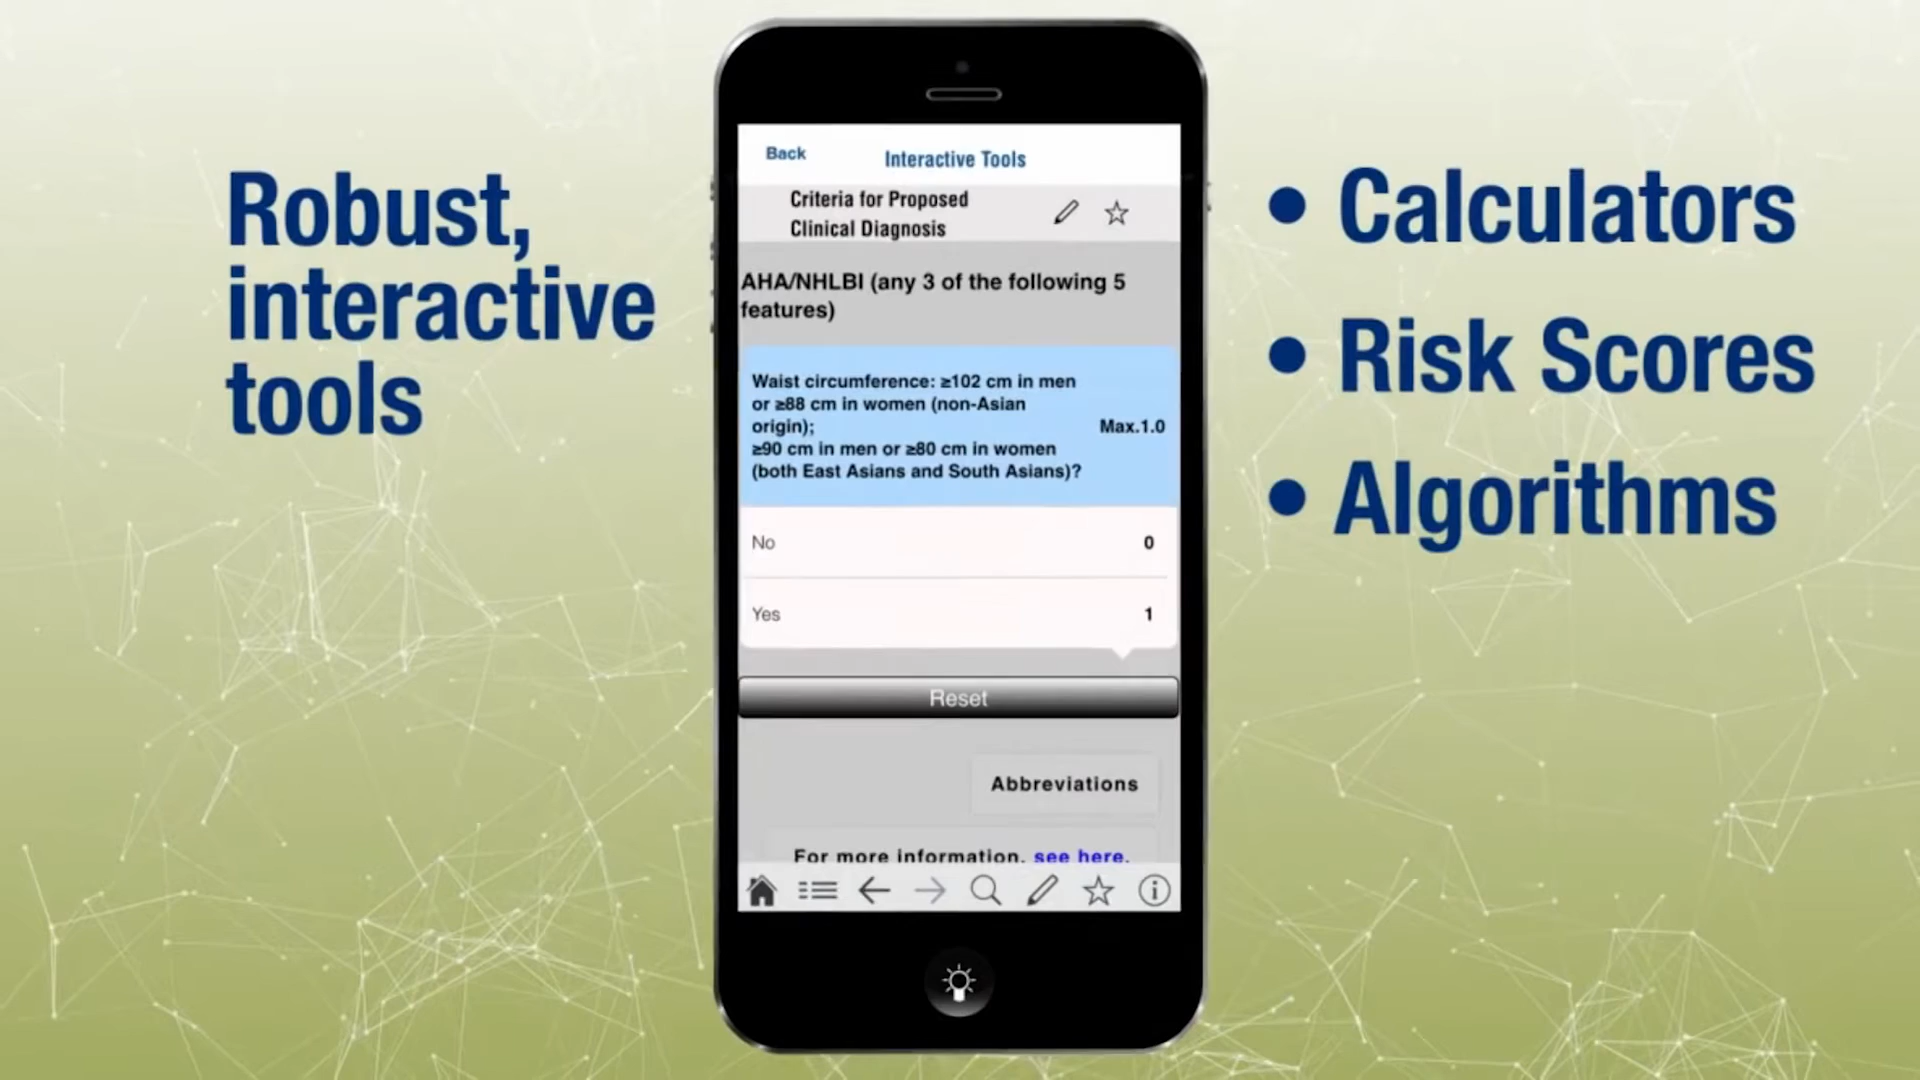 Robust,
interactive
tools
Back
Interactive Tools
Criteria for Proposed
Clinical Diagnosis
AHA/NHLBI (any 3 of the following 5
features)
Waist circumference: ≥102 cm in men
or ≥88 cm in women (non-Asian
origin);
≥90 cm in men or ≥80 cm in women
(both East Asians and South Asians)?
Max.1.0
No 0
Yes 1
Reset
Abbreviations
For more information, see here.
• Calculators
• Risk Scores
• Algorithms